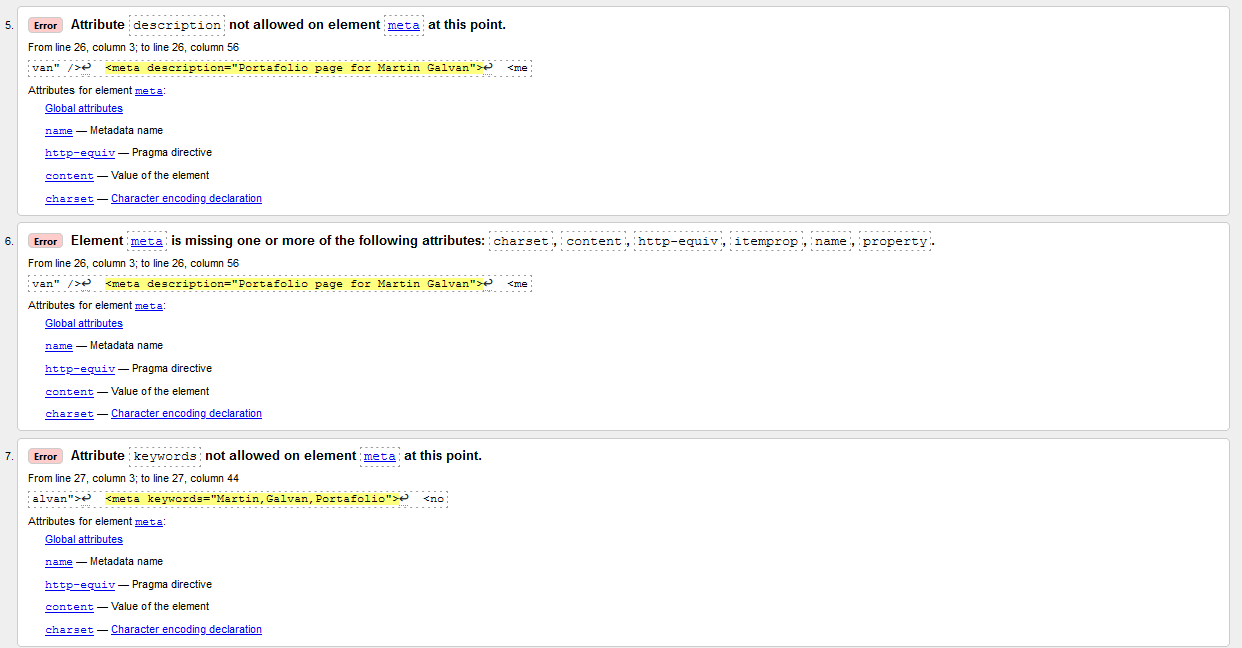 5. Error Attribute description not allowed on element meta at this point.
From line 26, column 3; to line 26, column 56
van" />↩  <meta description="Portafolio page for Martin Galvan">↩  <me
Attributes for element meta:
Global attributes
name — Metadata name
http-equiv — Pragma directive
content — Value of the element
charset — Character encoding declaration
6. Error Element meta is missing one or more of the following attributes: charset, content, http-equiv, itemprop, name, property.
From line 26, column 3; to line 26, column 56
van" />↩  <meta description="Portafolio page for Martin Galvan">↩  <me
Attributes for element meta:
Global attributes
name — Metadata name
http-equiv — Pragma directive
content — Value of the element
charset — Character encoding declaration
7. Error Attribute keywords not allowed on element meta at this point.
From line 27, column 3; to line 27, column 44
alvan">↩  <meta keywords="Martin,Galvan,Portafolio">↩  <no
Attributes for element meta:
Global attributes
name — Metadata name
http-equiv — Pragma directive
content — Value of the element
charset — Character encoding declaration